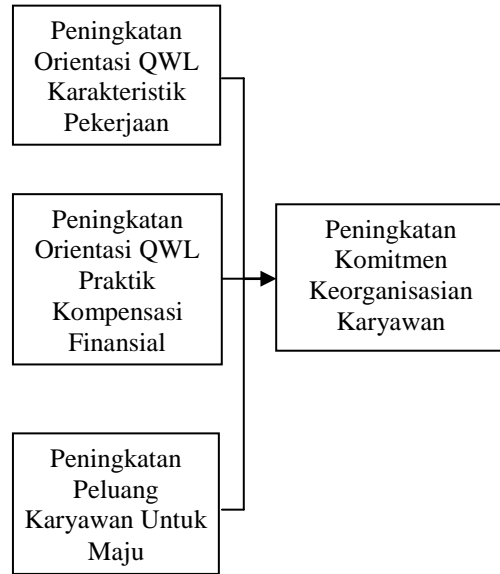 Peningkatan
Orientasi QWL
Karakteristik
Pekerjaan
Peningkatan
Orientasi QWL
Praktik
Kompensasi
Finansial
Peningkatan
Komitmen
Keorganisasian
Karyawan
Peningkatan
Peluang
Karyawan Untuk
Maju